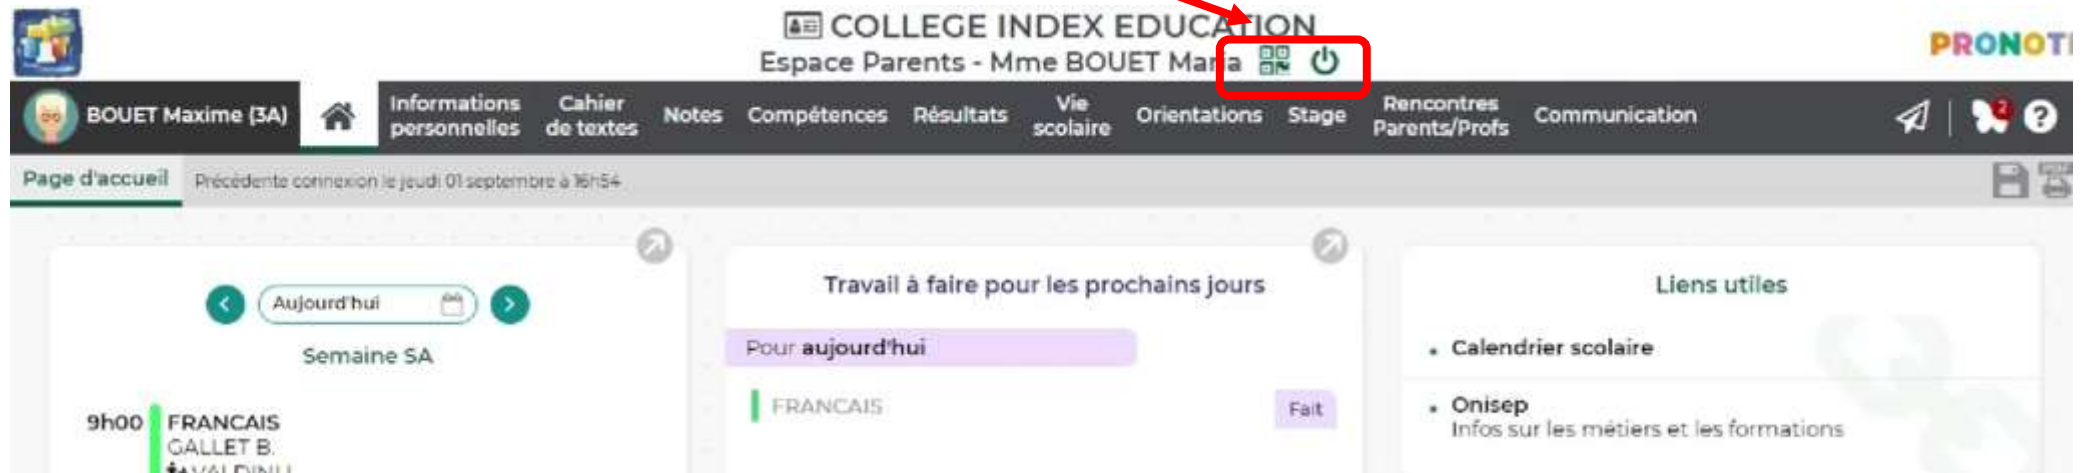 COLLEGE INDEX EDUCATION
Espace Parents - Mme BOUET Maria
PRONOTE
BOUET Maxime (3A)
Informations personnelles
Cahier de textes
Notes
Compétences
Résultats
Vie scolaire
Orientations
Stage
Rencontres Parents/Profs
Communication
2
?
Page d'accueil
Précédente connexion le jeudi 01 septembre à 16h54
Aujourd'hui
Semaine SA
9h00
FRANCAIS
GALLET B.
Travail à faire pour les prochains jours
Pour aujourd'hui
FRANCAIS
Fait
Liens utiles
Calendrier scolaire
Onisep
Infos sur les métiers et les formations